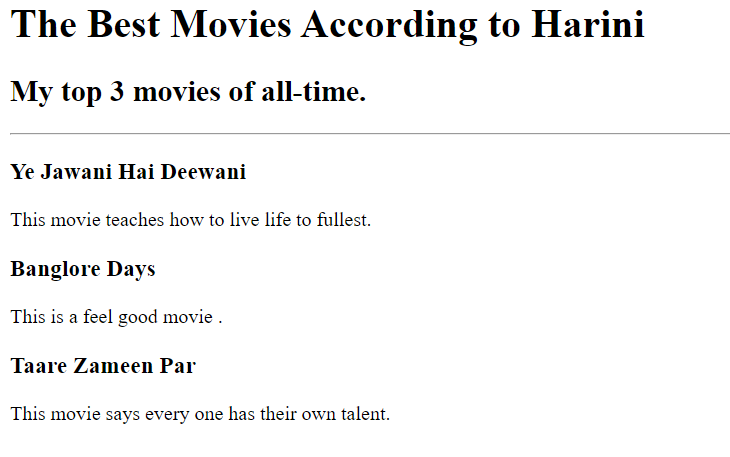 The Best Movies According to Harini
My top 3 movies of all-time.
Ye Jawani Hai Deewani
This movie teaches how to live life to fullest.
Banglore Days
This is a feel good movie .
Taare Zameen Par
This movie says every one has their own talent.